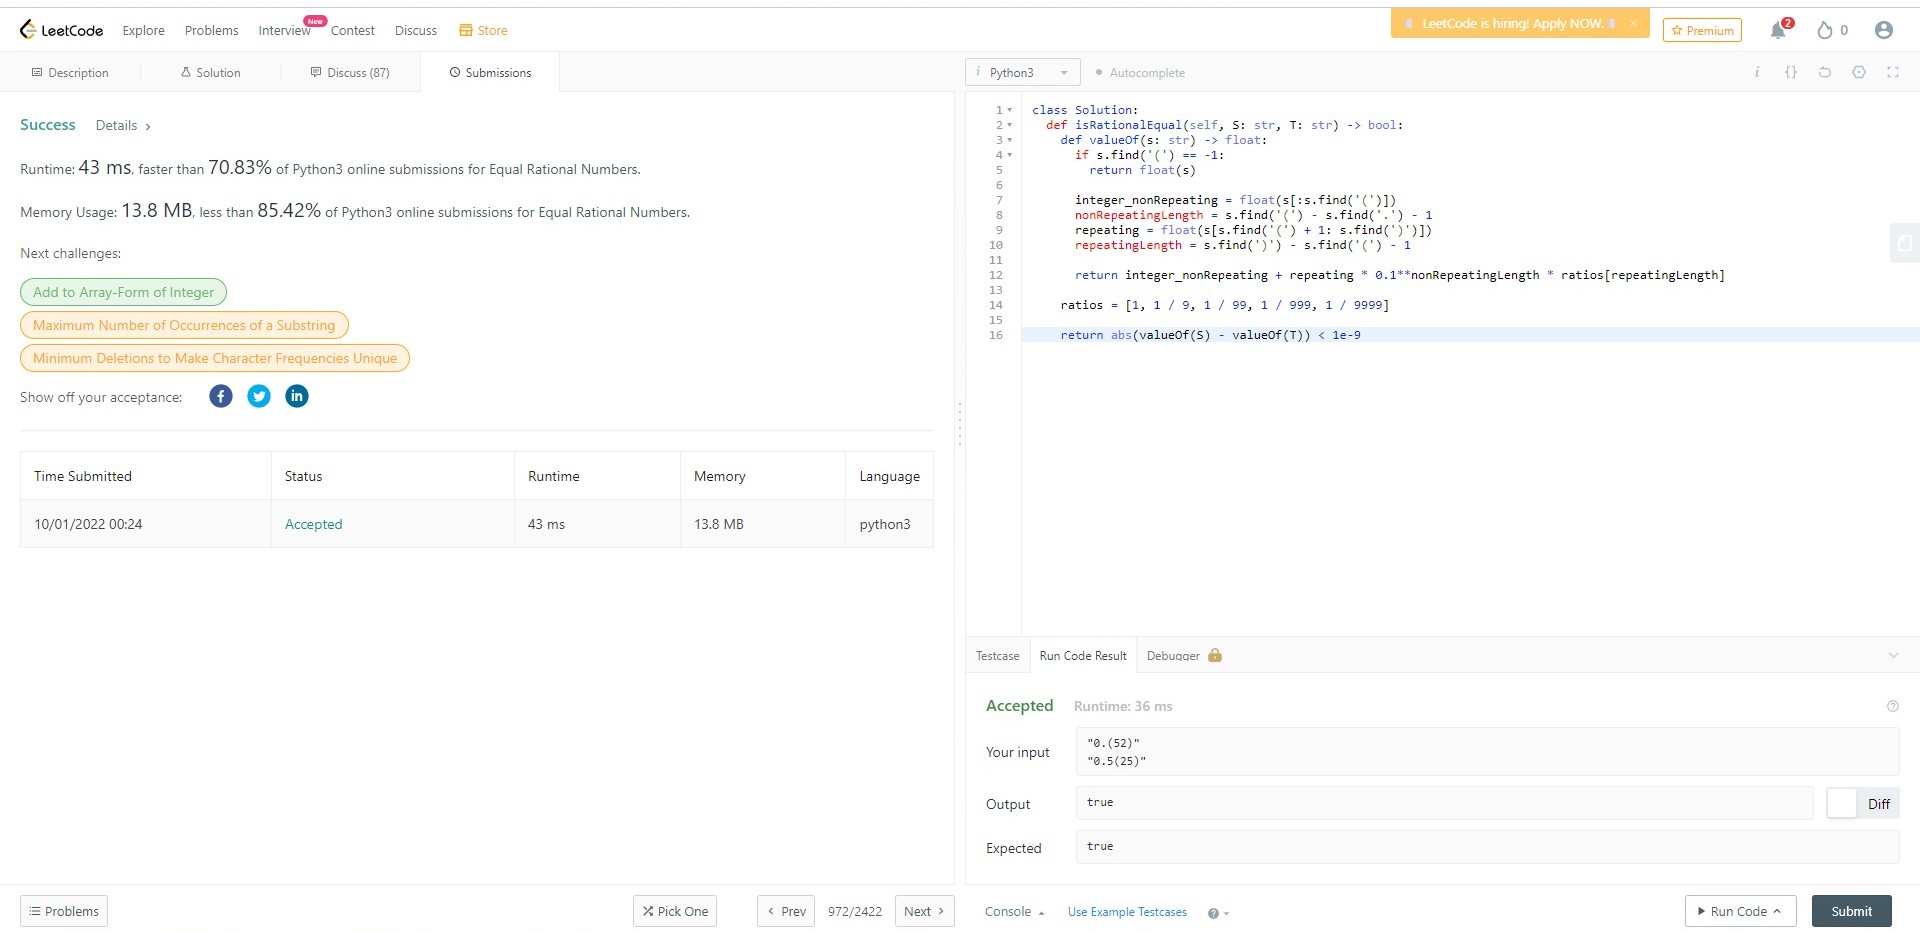 LeetCode Explore Problems Interview New Contest Discuss Store LeetCode is hiring! Apply NOW. × Premium 2 0
Description Solution Discuss (87) Submissions
Success Details >
Runtime: 43 ms, faster than 70.83% of Python3 online submissions for Equal Rational Numbers.
Memory Usage: 13.8 MB, less than 85.42% of Python3 online submissions for Equal Rational Numbers.
Next challenges:
Add to Array-Form of Integer
Maximum Number of Occurrences of a Substring
Minimum Deletions to Make Character Frequencies Unique
Show off your acceptance:
Time Submitted Status Runtime Memory Language
10/01/2022 00:24 Accepted 43 ms 13.8 MB python3
Problems Pick One < Prev 972/2422 Next >
i Python3 Autocomplete i {}
1 class Solution:
2   def isRationalEqual(self, S: str, T: str) -> bool:
3     def valueOf(s: str) -> float:
4       if s.find('(') == -1:
5         return float(s)
6
7       integer_nonRepeating = float(s[:s.find('(')])
8       nonRepeatingLength = s.find('(') - s.find('.') - 1
9       repeating = float(s[s.find('(') + 1: s.find(')')])
10       repeatingLength = s.find(')') - s.find('(') - 1
11
12       return integer_nonRepeating + repeating * 0.1**nonRepeatingLength * ratios[repeatingLength]
13
14     ratios = [1, 1 / 9, 1 / 99, 1 / 999, 1 / 9999]
15
16     return abs(valueOf(S) - valueOf(T)) < 1e-9
Testcase Run Code Result Debugger
Accepted Runtime: 36 ms
Your input
"0.(52)"
"0.5(25)"
Output true Diff
Expected true
Console Use Example Testcases ? Run Code Submit